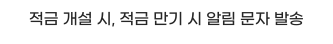 적금 개설 시, 적금 만기 시 알림 문자 발송